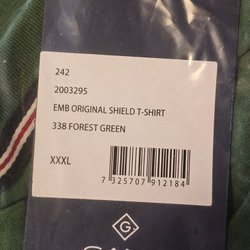 242
2003295
EMB ORIGINAL SHIELD T-SHIRT
338 FOREST GREEN
XXXL
7 325707 912184
G